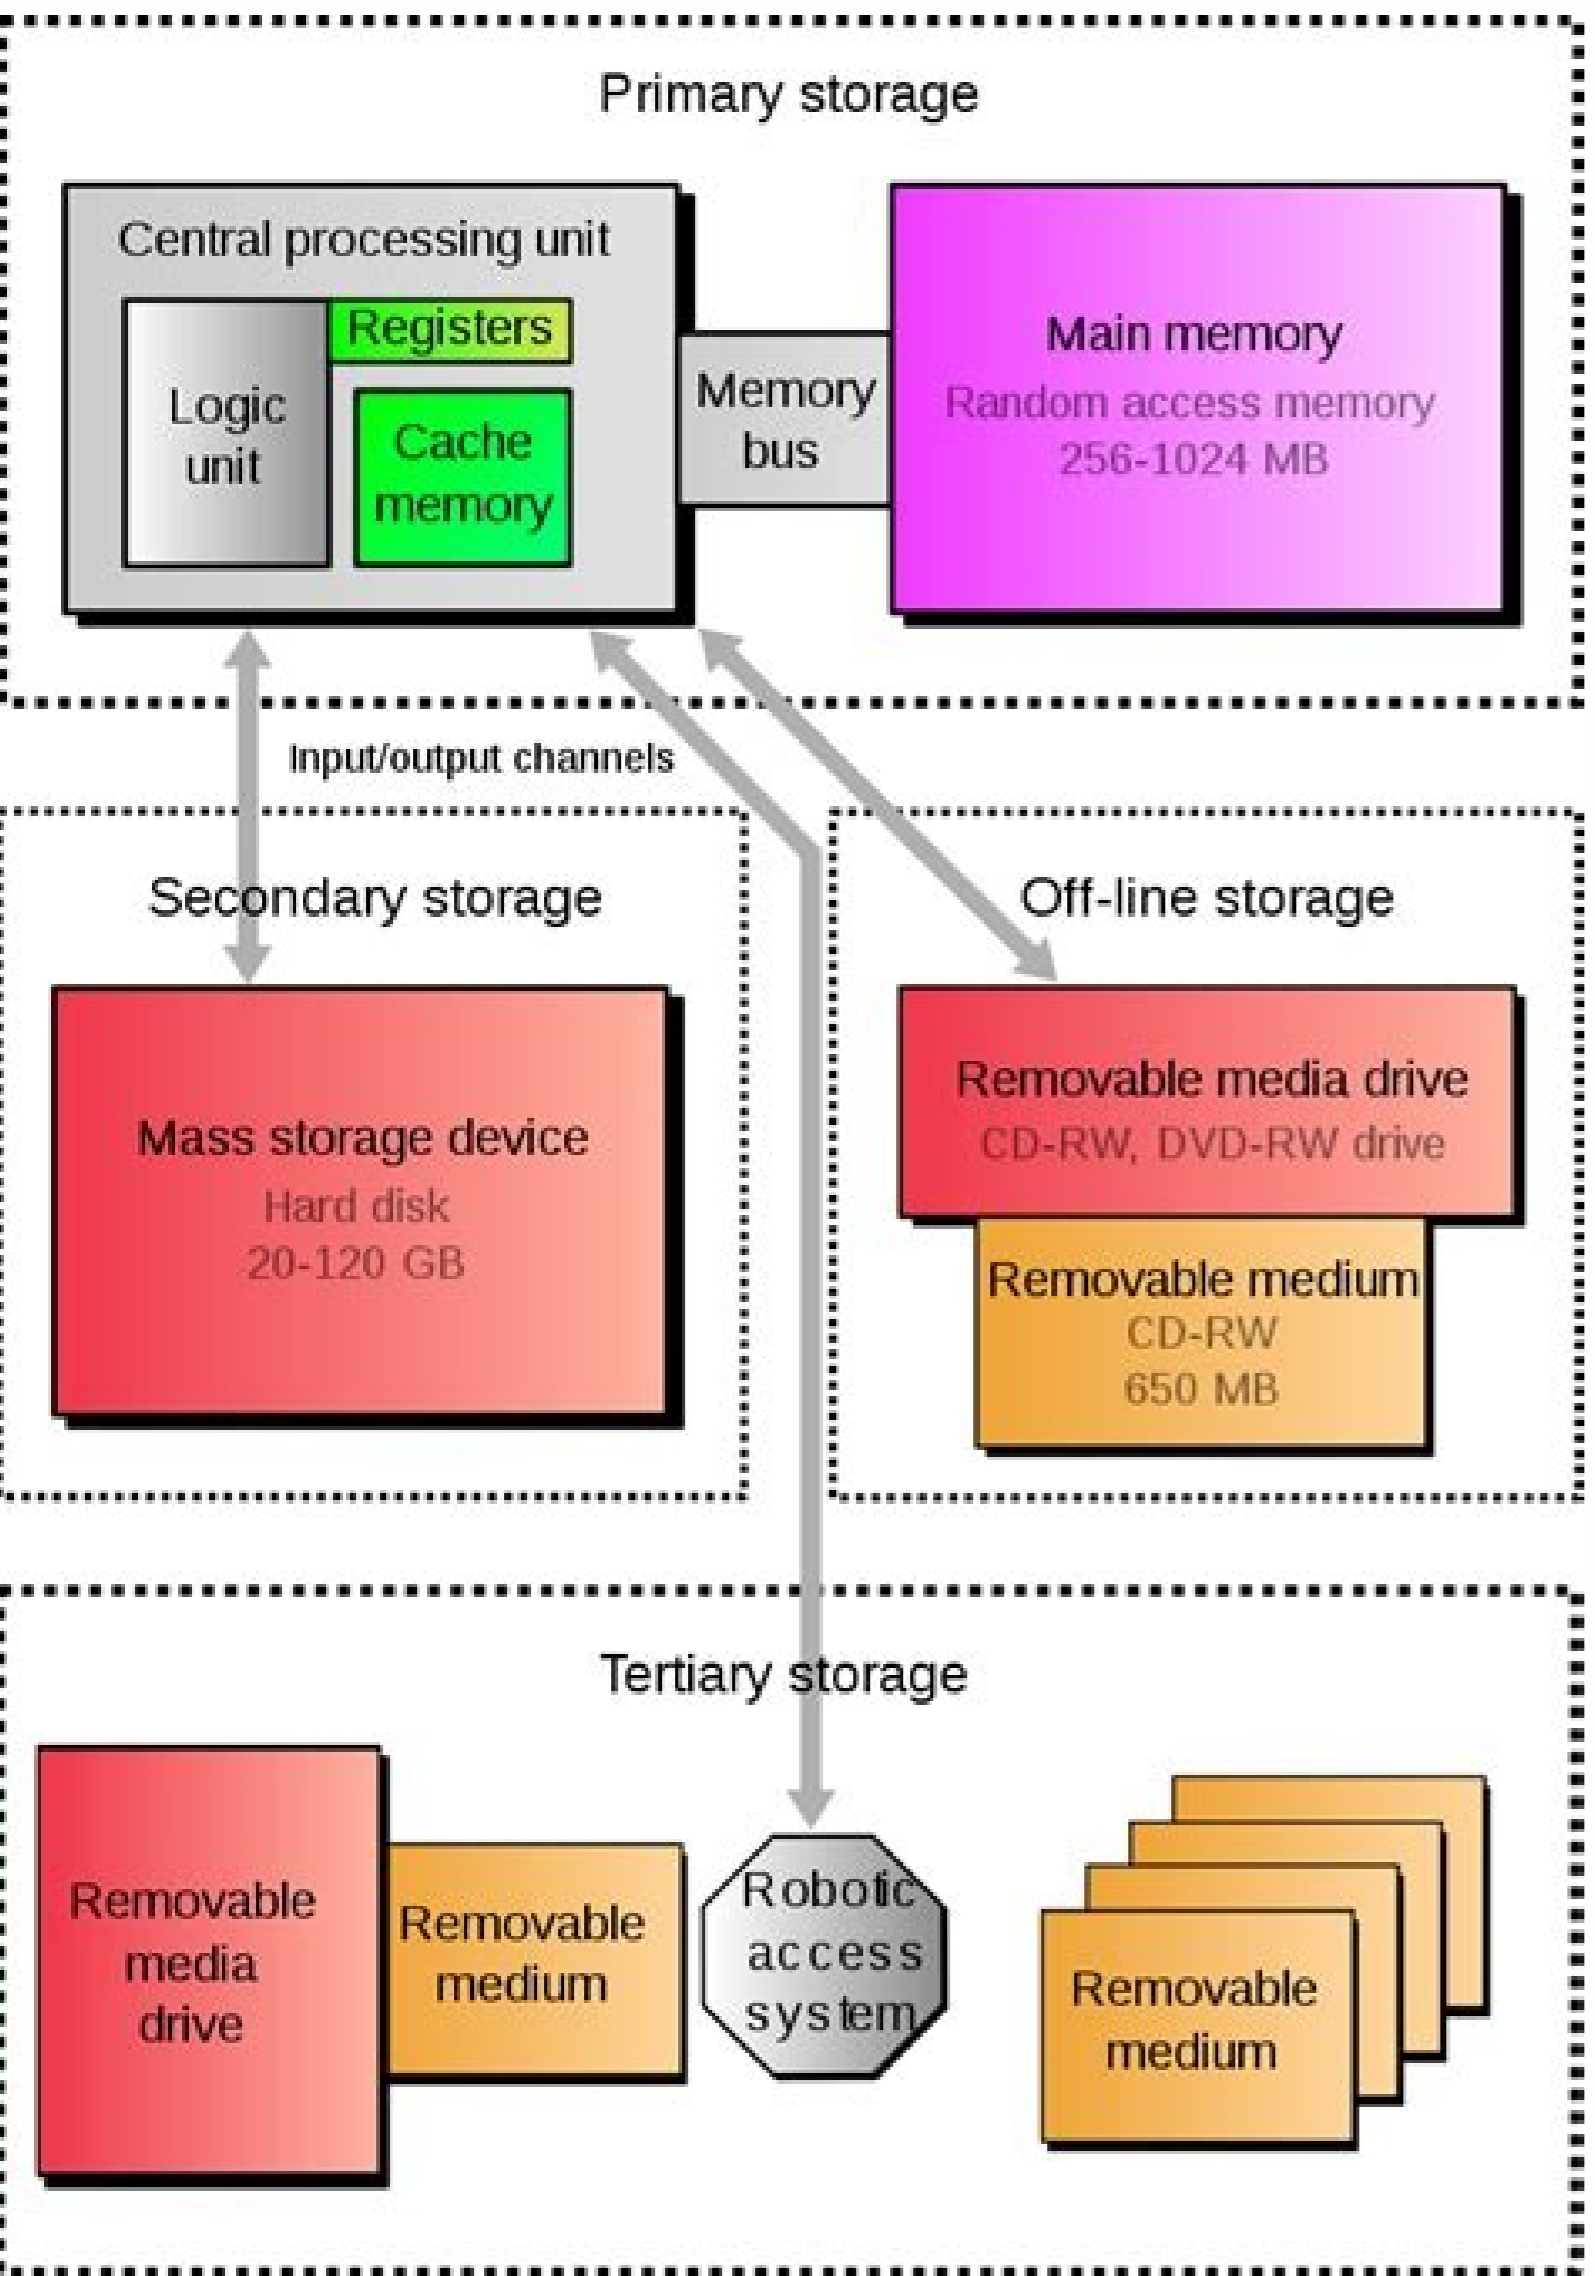 Primary storage
Central processing unit
Registers
Logic
unit
Cache
memory
Memory
bus
Main memory
Random access memory
256-1024 MB
Input/output channels
Secondary storage
Mass storage device
Hard disk
20-120 GB
Off-line storage
Removable media drive
CD-RW, DVD-RW drive
Removable medium
CD-RW
650 MB
Tertiary storage
Removable
media
drive
Removable
medium
Robotic
access
system
Removable
medium